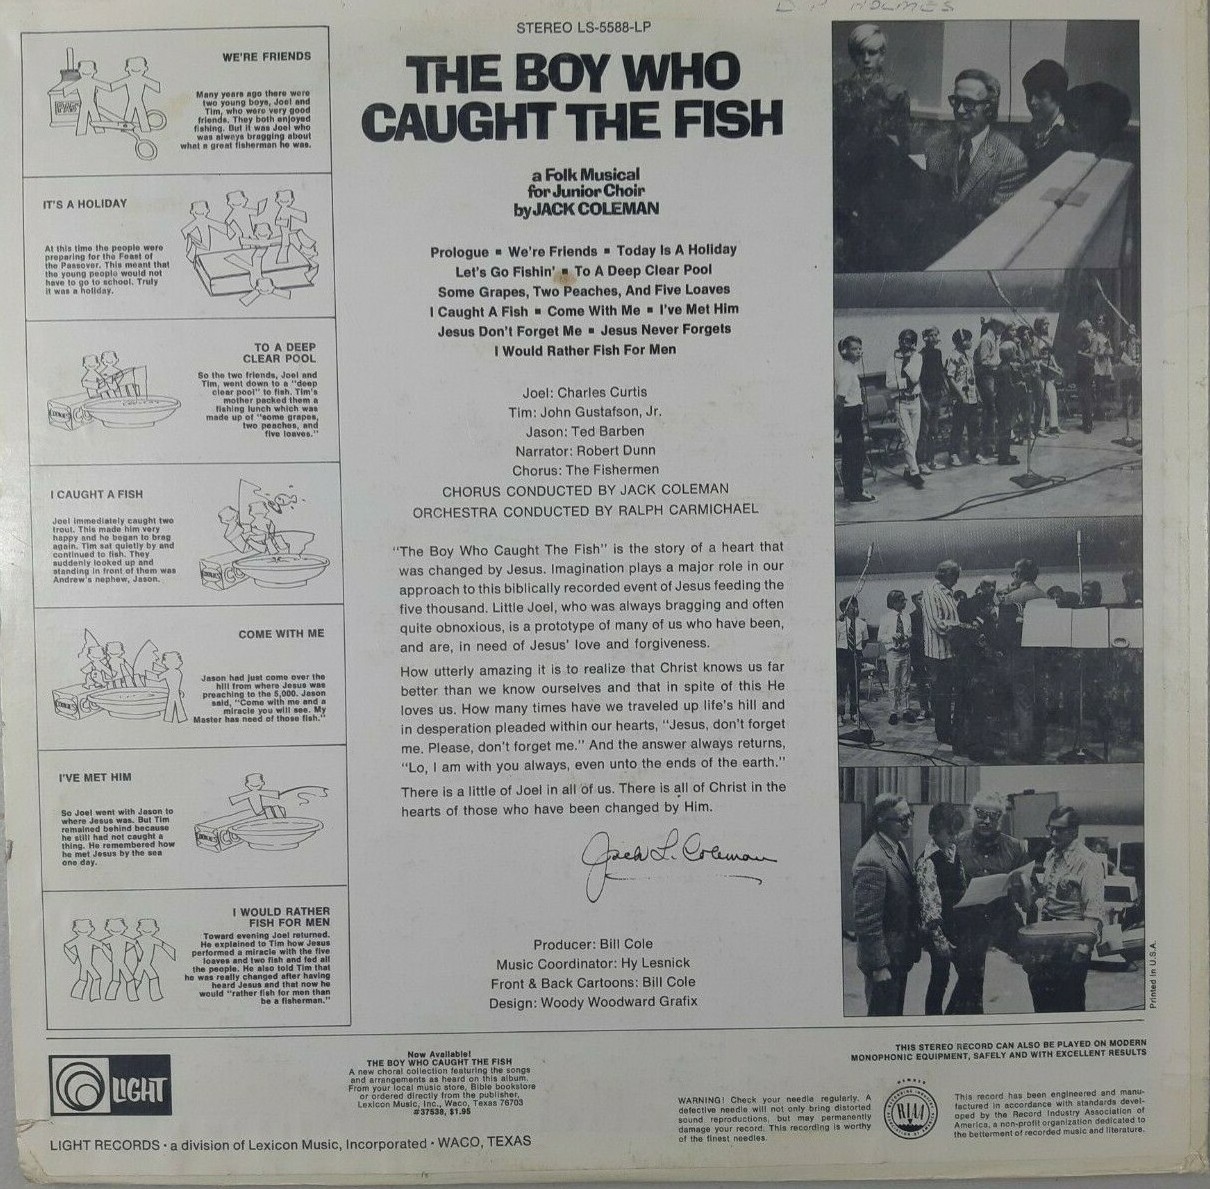 D P HOLMES
STEREO LS-5588-LP
THE BOY WHO
CAUGHT THE FISH
a Folk Musical
for Junior Choir
by JACK COLEMAN
Prologue ▪ We're Friends ▪ Today Is A Holiday
Let's Go Fishin' ▪ To A Deep Clear Pool
Some Grapes, Two Peaches, And Five Loaves
I Caught A Fish ▪ Come With Me ▪ I've Met Him
Jesus Don't Forget Me ▪ Jesus Never Forgets
I Would Rather Fish For Men
Joel: Charles Curtis
Tim: John Gustafson, Jr.
Jason: Ted Barben
Narrator: Robert Dunn
Chorus: The Fishermen
CHORUS CONDUCTED BY JACK COLEMAN
ORCHESTRA CONDUCTED BY RALPH CARMICHAEL
"The Boy Who Caught The Fish" is the story of a heart that
was changed by Jesus. Imagination plays a major role in our
approach to this biblically recorded event of Jesus feeding the
five thousand. Little Joel, who was always bragging and often
quite obnoxious, is a prototype of many of us who have been,
and are, in need of Jesus' love and forgiveness.
How utterly amazing it is to realize that Christ knows us far
better than we know ourselves and that in spite of this He
loves us. How many times have we traveled up life's hill and
in desperation pleaded within our hearts, "Jesus, don't forget
me. Please, don't forget me." And the answer always returns,
"Lo, I am with you always, even unto the ends of the earth."
There is a little of Joel in all of us. There is all of Christ in the
hearts of those who have been changed by Him.
Jack L. Coleman
Producer: Bill Cole
Music Coordinator: Hy Lesnick
Front & Back Cartoons: Bill Cole
Design: Woody Woodward Grafix
WE'RE FRIENDS
Many years ago there were
two young boys, Joel and
Tim, who were very good
friends. They both enjoyed
fishing. But it was Joel who
was always bragging about
what a great fisherman he was.
IT'S A HOLIDAY
At this time the people were
preparing for the Feast of
the Passover. This meant that
the young people would not
have to go to school. Truly
it was a holiday.
TO A DEEP
CLEAR POOL
So the two friends, Joel and
Tim, went down to a "deep
clear pool" to fish. Tim's
mother packed them a
fishing lunch which was
made up of "some grapes,
two peaches, and
five loaves."
I CAUGHT A FISH
Joel immediately caught two
trout. This made him very
happy and he began to brag
again. Tim sat quietly by and
continued to fish. They
suddenly looked up and
standing in front of them was
Andrew's nephew, Jason.
COME WITH ME
Jason had just come over the
hill from where Jesus was
preaching to the 5,000. Jason
said, "Come with me and a
miracle you will see. My
Master has need of those fish."
I'VE MET HIM
So Joel went with Jason to
where Jesus was. But Tim
remained behind because
he still had not caught a
thing. He remembered how
he met Jesus by the sea
one day.
I WOULD RATHER
FISH FOR MEN
Toward evening Joel returned.
He explained to Tim how Jesus
performed a miracle with the five
loaves and two fish and fed all
the people. He also told Tim that
he was really changed after having
heard Jesus and that now he
would "rather fish for men than
be a fisherman."
Printed in U.S.A.
LIGHT
LIGHT RECORDS • a division of Lexicon Music, Incorporated • WACO, TEXAS
Now Available!
THE BOY WHO CAUGHT THE FISH
A new choral collection featuring the songs
and arrangements as heard on this album.
From your local music store, Bible bookstore
or ordered directly from the publisher,
Lexicon Music, Inc., Waco, Texas 76703
#37538, $1.95
THIS STEREO RECORD CAN ALSO BE PLAYED ON MODERN
MONOPHONIC EQUIPMENT, SAFELY AND WITH EXCELLENT RESULTS
WARNING! Check your needle regularly. A
defective needle will not only bring distorted
sound reproductions, but may permanently
damage your record. This recording is worthy
of the finest needles.
MEMBER
RIAA
This record has been engineered and manu-
factured in accordance with standards devel-
oped by the Record Industry Association of
America, a non-profit organization dedicated to
the betterment of recorded music and literature.